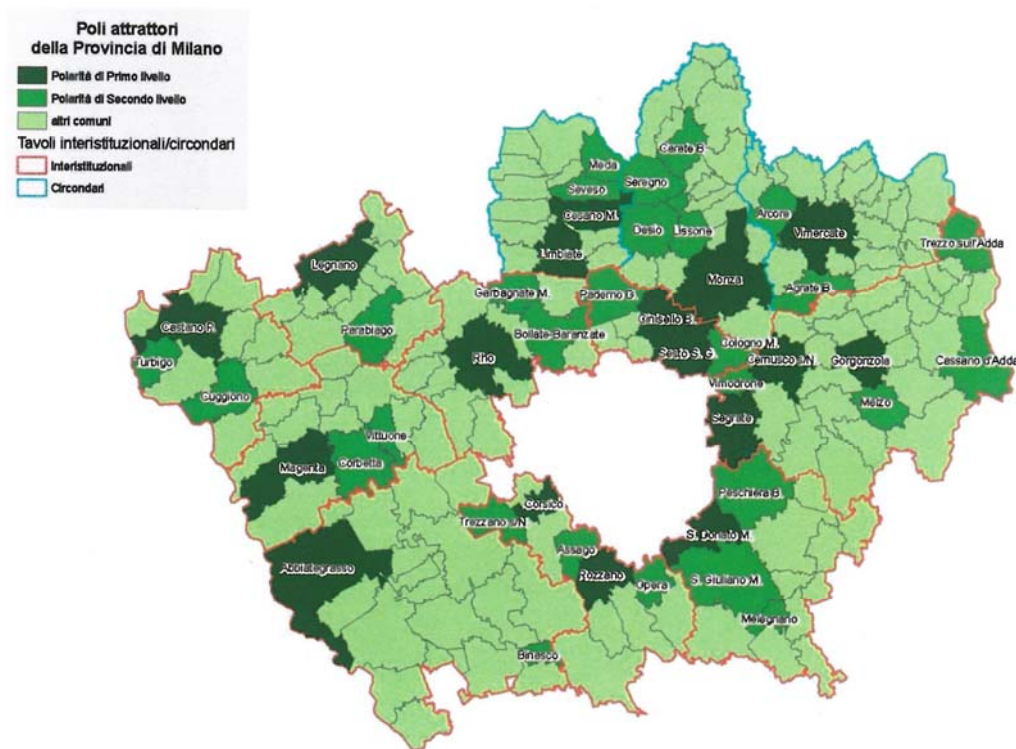 Poli attrattori
della Provincia di Milano
Polarità di Primo livello
Polarità di Secondo livello
altri comuni
Tavoli interistituzionali/circondari
Interistituzionali
Circondari
Carate B.
Meda
Seveso
Seregno
Cesano M.
Desio
Lissone
Arcore
Vimercate
Trezzo sull'Adda
Limbiate
Legnano
Monza
Agrate B.
Garbagnate M.
Paderno D.
Castano P.
Parabiago
Bollate-Baranzate
Cinisello B.
Rho
Sesto S. G.
Cologno M.
Cernusco s/N
Gorgonzola
Cassano d'Adda
Turbigo
Cuggiono
Vimodrone
Melzo
Segrate
Vittuone
Magenta
Corbetta
Peschiera B.
Corsico
Trezzano s/N.
S. Donato M.
Assago
Abbiategrasso
Rozzano
Opera
S. Giuliano M.
Melegnano
Binasco